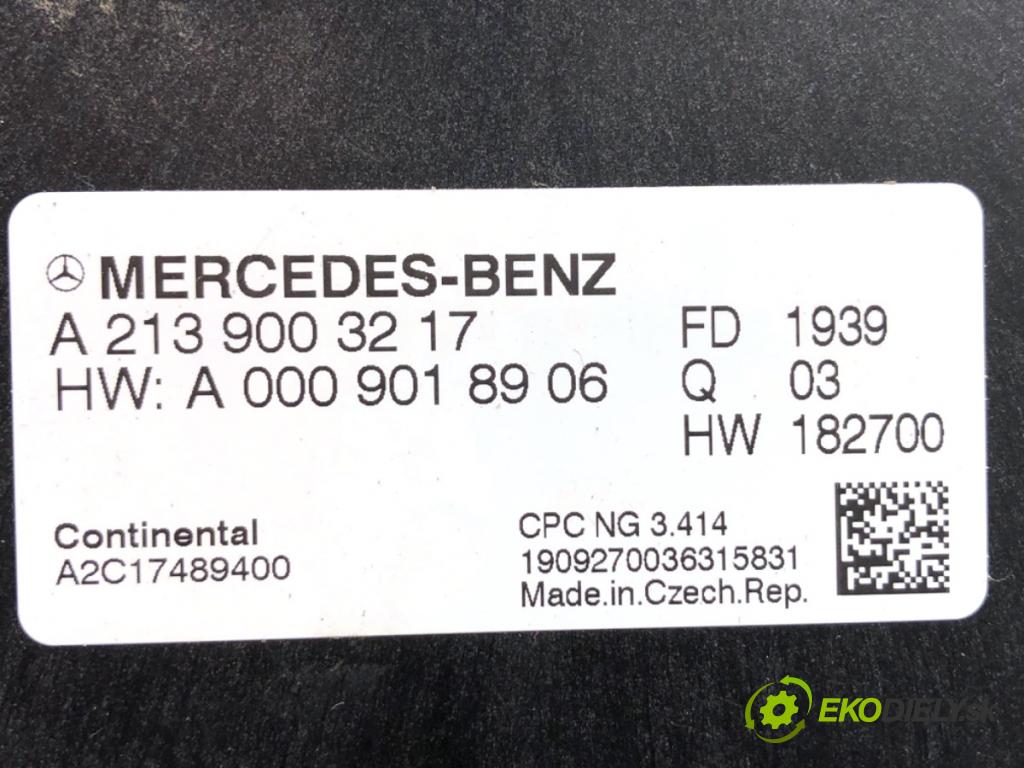 MERCEDES-BENZ
A 213 900 32 17
HW: A 000 901 89 06
FD 1939
Q 03
HW 182700
Continental
A2C17489400
CPC NG 3.414
1909270036315831
Made.in.Czech.Rep.
EKODIELY.sk